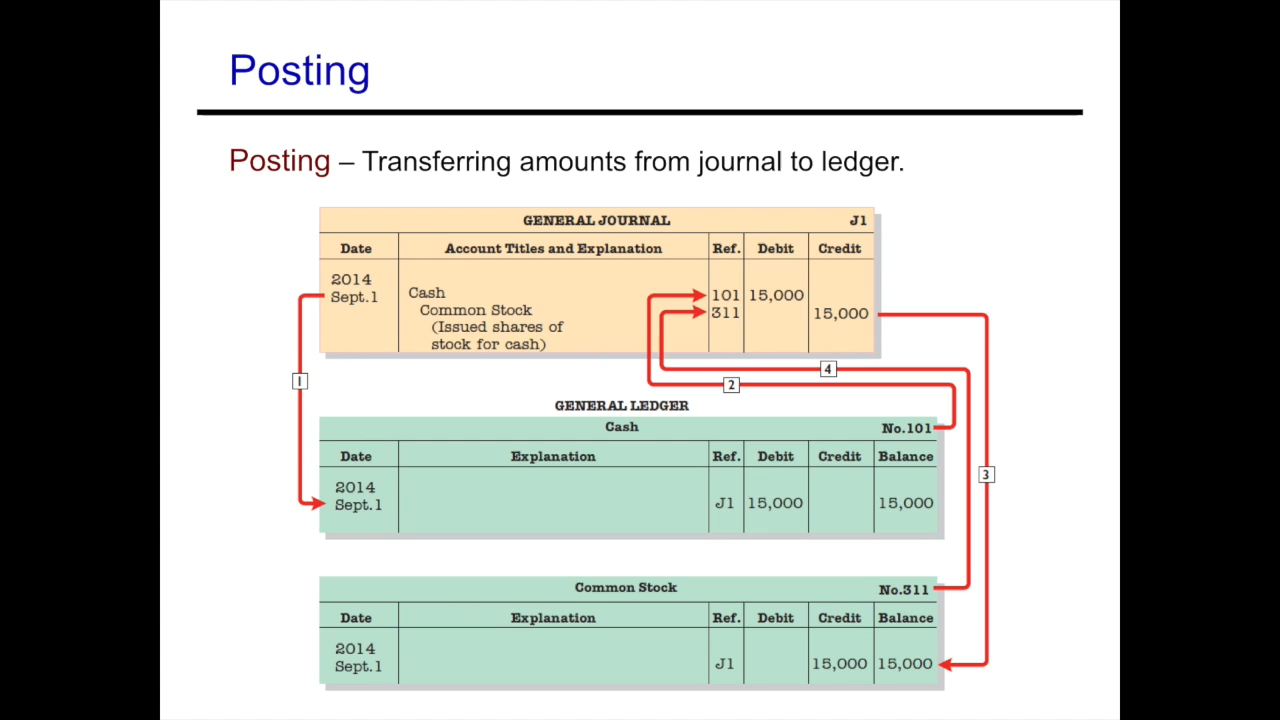 Posting
Posting – Transferring amounts from journal to ledger.
GENERAL JOURNAL J1
Date Account Titles and Explanation Ref. Debit Credit
2014
Sept.1 Cash 101 15,000
Common Stock 311 15,000
(Issued shares of
stock for cash)
4
1 2
GENERAL LEDGER
Cash No.101
Date Explanation Ref. Debit Credit Balance
3
2014
Sept.1 J1 15,000 15,000
Common Stock No.311
Date Explanation Ref. Debit Credit Balance
2014
Sept.1 J1 15,000 15,000